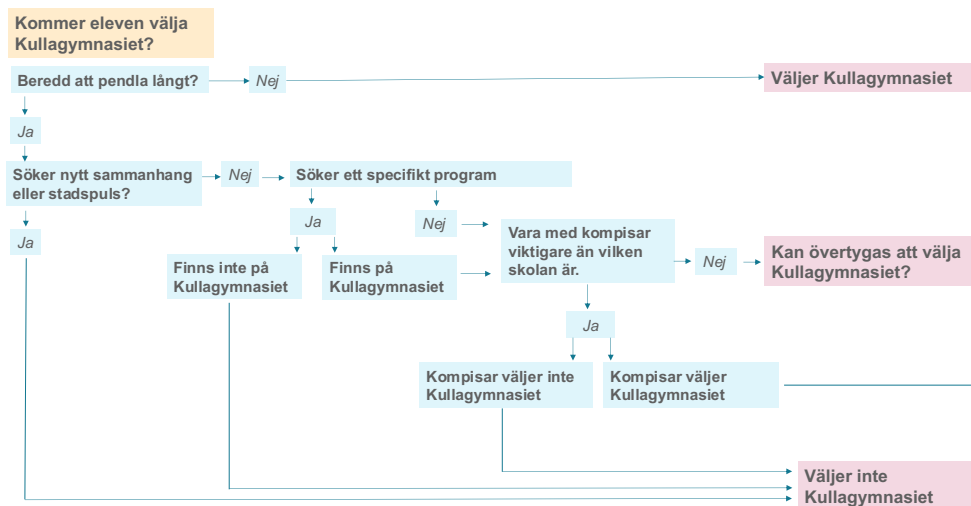 Kommer eleven välja
Kullagymnasiet?
Beredd att pendla långt?
Nej
Väljer Kullagymnasiet
Ja
Söker nytt sammanhang
eller stadspuls?
Nej
Söker ett specifikt program
Ja
Nej
Ja
Vara med kompisar
viktigare än vilken
skolan är.
Nej
Kan övertygas att välja
Kullagymnasiet?
Finns inte på
Kullagymnasiet
Finns på
Kullagymnasiet
Ja
Kompisar väljer inte
Kullagymnasiet
Kompisar väljer
Kullagymnasiet
Väljer inte
Kullagymnasiet